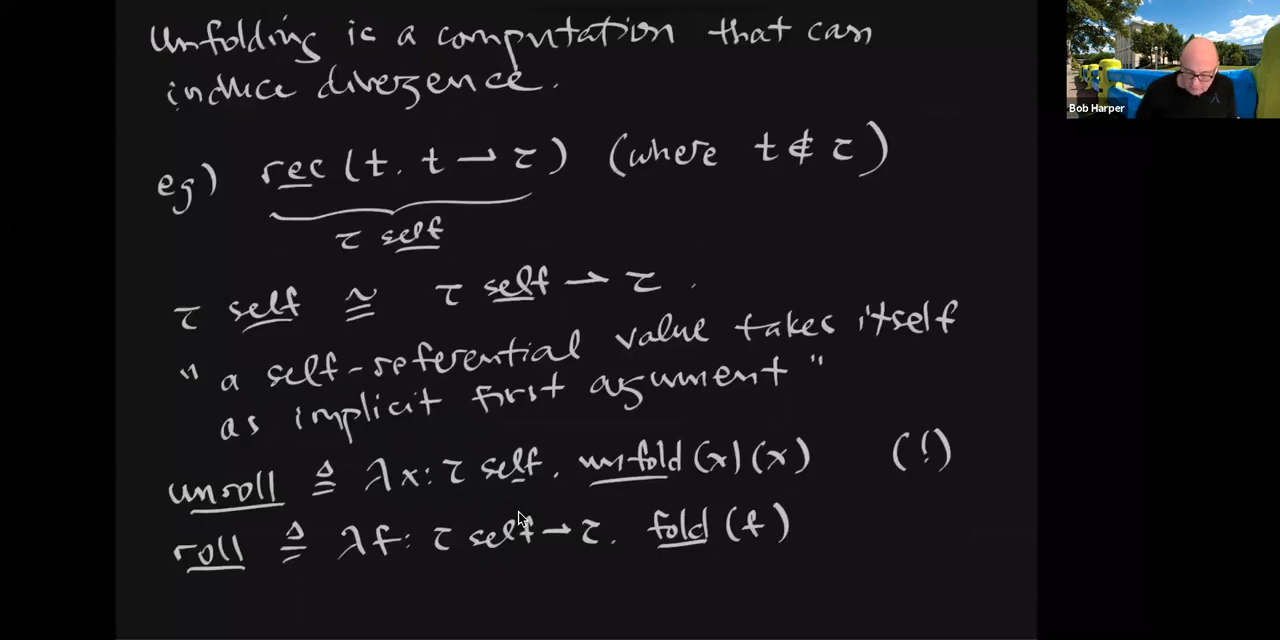 Unfolding is a computation that can
induce divergence.
eg) rec (t. t → τ) (where t ∉ τ)
τ self
τ self ≅ τ self → τ.
"a self-referential value takes itself
as implicit first argument"
unroll ≜ λx: τ self. unfold(x)(x) (!)
roll ≜ λf: τ self → τ. fold (f)
Bob Harper